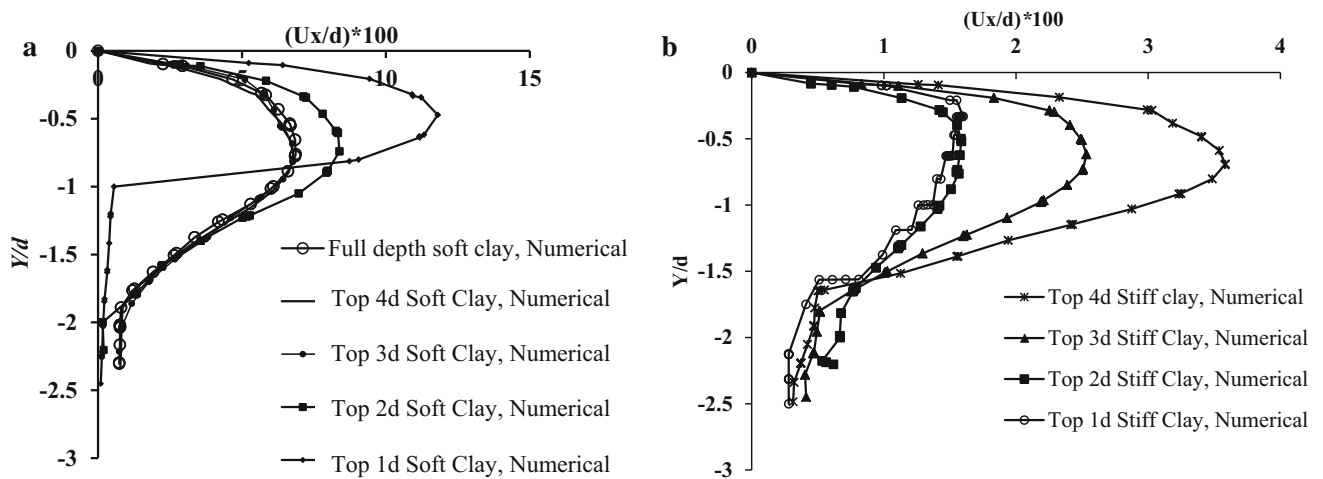 a
(Ux/d)*100
0
5
10
15
0
-0.5
-1
-1.5
-2
-2.5
-3
Y/d
Full depth soft clay, Numerical
Top 4d Soft Clay, Numerical
Top 3d Soft Clay, Numerical
Top 2d Soft Clay, Numerical
Top 1d Soft Clay, Numerical
b
(Ux/d)*100
0
1
2
3
4
0
-0.5
-1
-1.5
-2
-2.5
-3
Y/d
Top 4d Stiff clay, Numerical
Top 3d Stiff Clay, Numerical
Top 2d Stiff Clay, Numerical
Top 1d Stiff Clay, Numerical